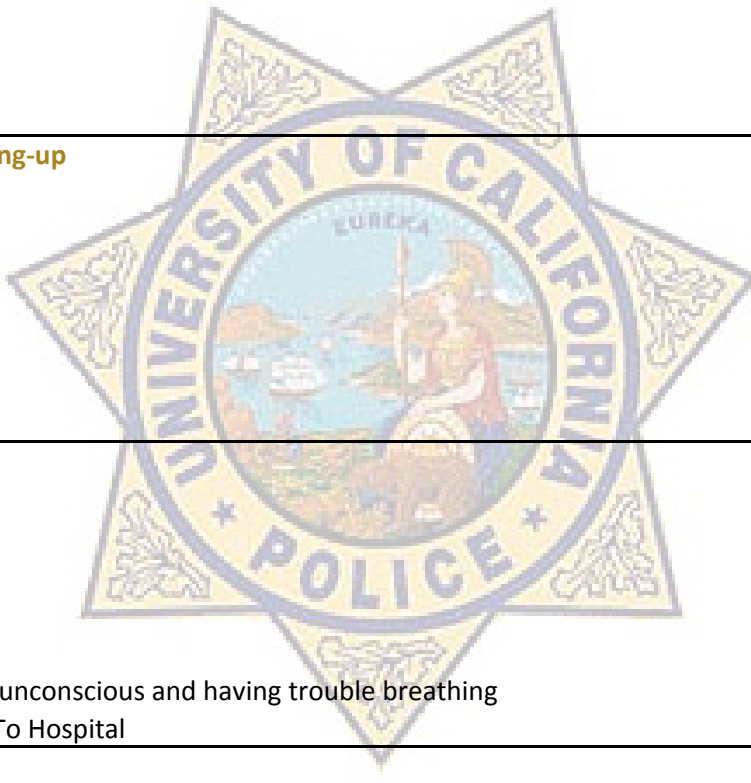 ng-up
UNIVERSITY OF CALIFORNIA
EUREKA
POLICE
unconscious and having trouble breathing
To Hospital